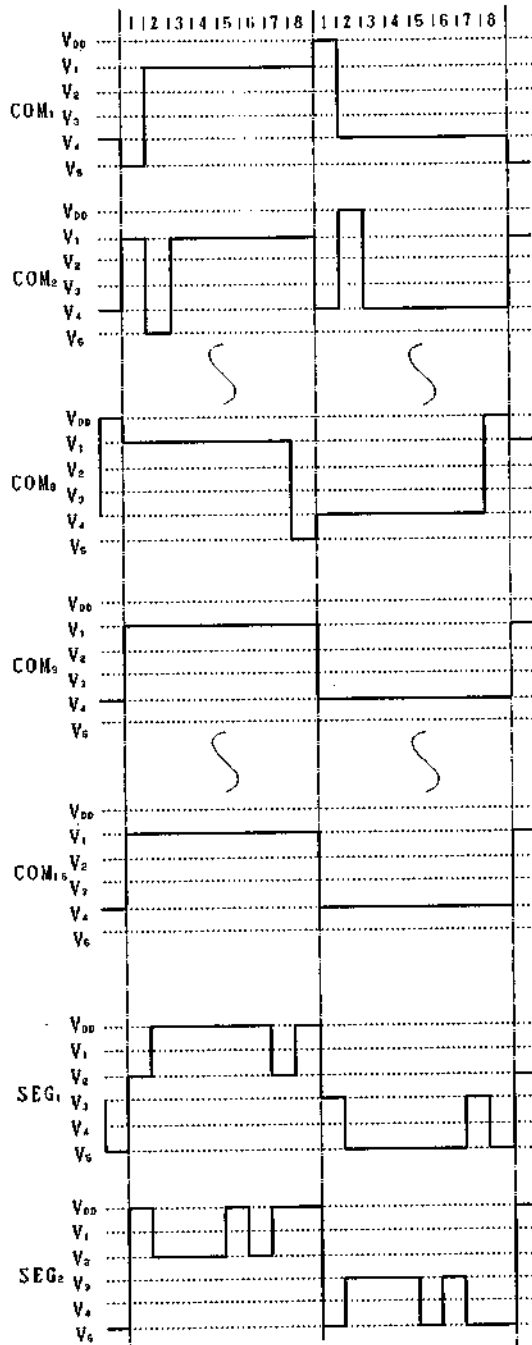 1 | 2 | 3 | 4 | 5 | 6 | 7 | 8 1 | 2 | 3 | 4 | 5 | 6 | 7 | 8
VDD
V1
V2
COM1 V3
V4
V5
VDD
V1
V2
COM2 V3
V4
V5
VDD
V1
V2
COM8 V3
V4
V5
VDD
V1
V2
COM9 V3
V4
V5
VDD
V1
V2
COM16 V3
V4
V5
VDD
V1
V2
SEG1 V3
V4
V5
VDD
V1
V2
SEG2 V3
V4
V5